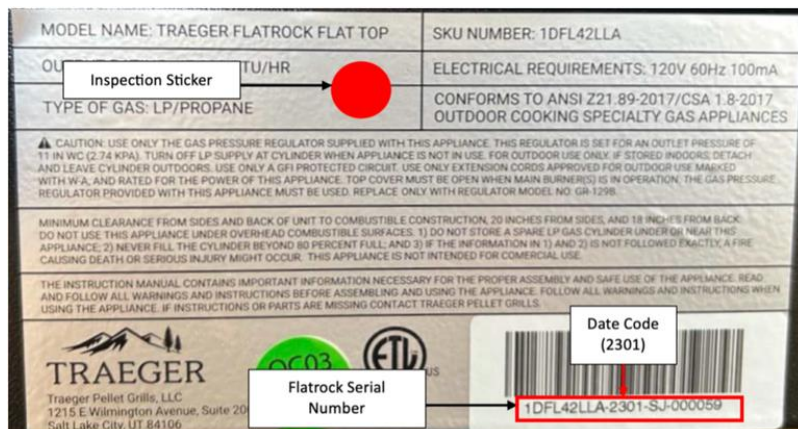 MODEL NAME: TRAEGER FLATROCK FLAT TOP
SKU NUMBER: 1DFL42LLA
TU/HR
ELECTRICAL REQUIREMENTS: 120V 60Hz 100mA
Inspection Sticker
TYPE OF GAS: LP/PROPANE
CONFORMS TO ANSI Z21.89-2017/CSA 1.8-2017
OUTDOOR COOKING SPECIALTY GAS APPLIANCES
CAUTION: USE ONLY THE GAS PRESSURE REGULATOR SUPPLIED WITH THIS APPLIANCE. THIS REGULATOR IS SET FOR AN OUTLET PRESSURE OF
11 IN WC (2.74 KPA). TURN OFF LP SUPPLY AT CYLINDER WHEN APPLIANCE IS NOT IN USE. FOR OUTDOOR USE ONLY. IF STORED INDOORS, DETACH
AND LEAVE CYLINDER OUTDOORS. USE ONLY A GFI PROTECTED CIRCUIT. USE ONLY EXTENSION CORDS APPROVED FOR OUTDOOR USE MARKED
WITH W-A, AND RATED FOR THE POWER OF THIS APPLIANCE. TOP COVER MUST BE OPEN WHEN MAIN BURNER(S) IS IN OPERATION. THE GAS PRESSURE
REGULATOR PROVIDED WITH THIS APPLIANCE MUST BE USED. REPLACE ONLY WITH REGULATOR MODEL NO. GR-129B.
MINIMUM CLEARANCE FROM SIDES AND BACK OF UNIT TO COMBUSTIBLE CONSTRUCTION, 20 INCHES FROM SIDES, AND 18 INCHES FROM BACK.
DO NOT USE THIS APPLIANCE UNDER OVERHEAD COMBUSTIBLE SURFACES. 1) DO NOT STORE A SPARE LP GAS CYLINDER UNDER OR NEAR THIS
APPLIANCE; 2) NEVER FILL THE CYLINDER BEYOND 80 PERCENT FULL; AND 3) IF THE INFORMATION IN 1) AND 2) IS NOT FOLLOWED EXACTLY A FIRE
CAUSING DEATH OR SERIOUS INJURY MIGHT OCCUR. THIS APPLIANCE IS NOT INTENDED FOR COMERCIAL USE.
THE INSTRUCTION MANUAL CONTAINS IMPORTANT INFORMATION NECESSARY FOR THE PROPER ASSEMBLY AND SAFE USE OF THE APPLIANCE. READ
AND FOLLOW ALL WARNINGS AND INSTRUCTIONS BEFORE ASSEMBLING AND USING THE APPLIANCE. FOLLOW ALL WARNINGS AND INSTRUCTIONS WHEN
USING THE APPLIANCE. IF INSTRUCTIONS OR PARTS ARE MISSING CONTACT TRAEGER PELLET GRILLS.
TRAEGER
Traeger Pellet Grills, LLC
1215 E Wilmington Avenue, Suite 20
Salt Lake City, UT 84106
QC03
ETL
US
Date Code
(2301)
Flatrock Serial
Number
1DFL42LLA-2301-SJ-000059